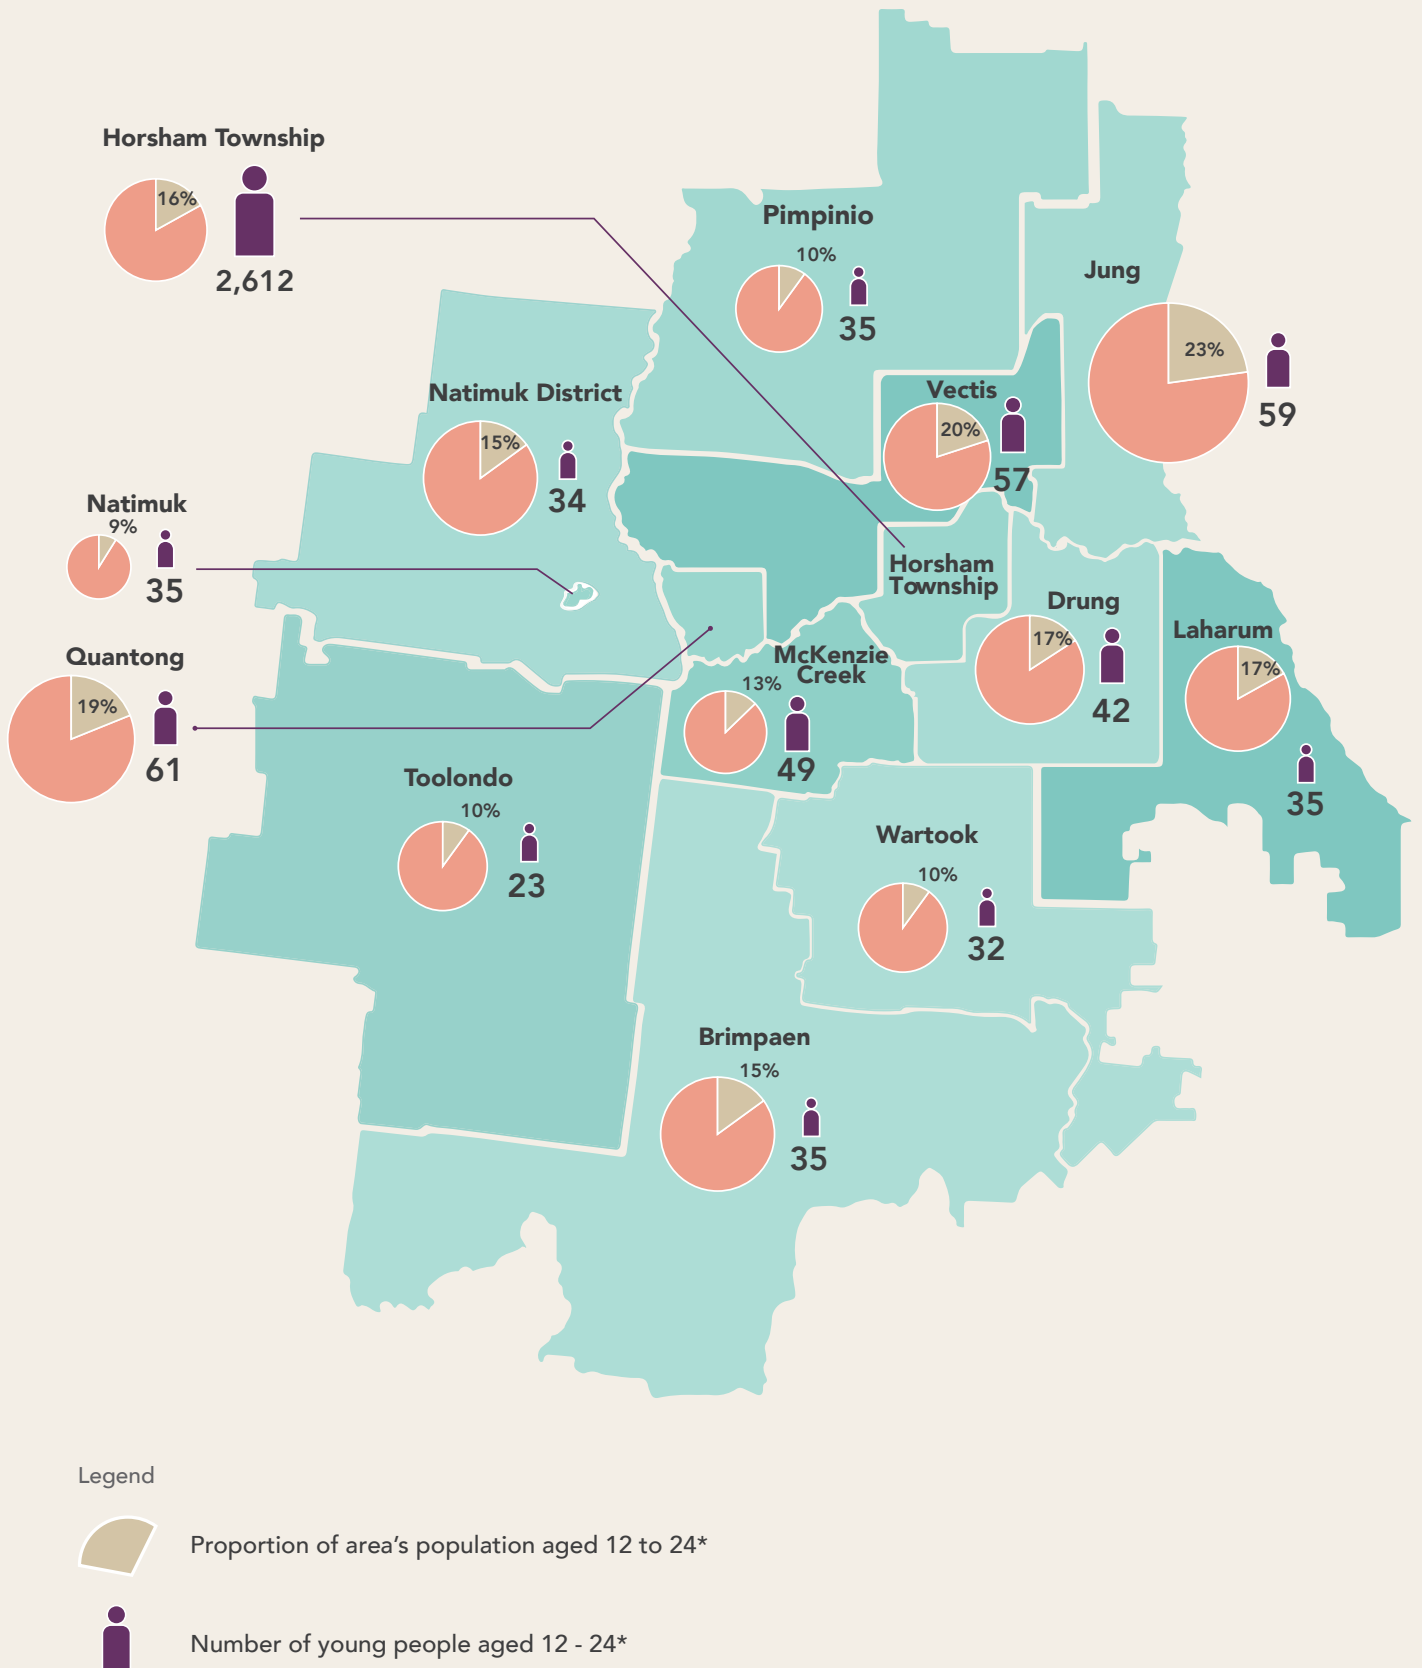 Horsham Township
16%
2,612
Pimpinio
10%
35
Jung
23%
59
Natimuk District
15%
34
Vectis
20%
57
Natimuk
9%
35
Horsham
Township
Drung
17%
42
Laharum
17%
35
Quantong
19%
61
McKenzie
Creek
13%
49
Toolondo
10%
23
Wartook
10%
32
Brimpaen
15%
35
Legend
Proportion of area's population aged 12 to 24*
Number of young people aged 12 - 24*